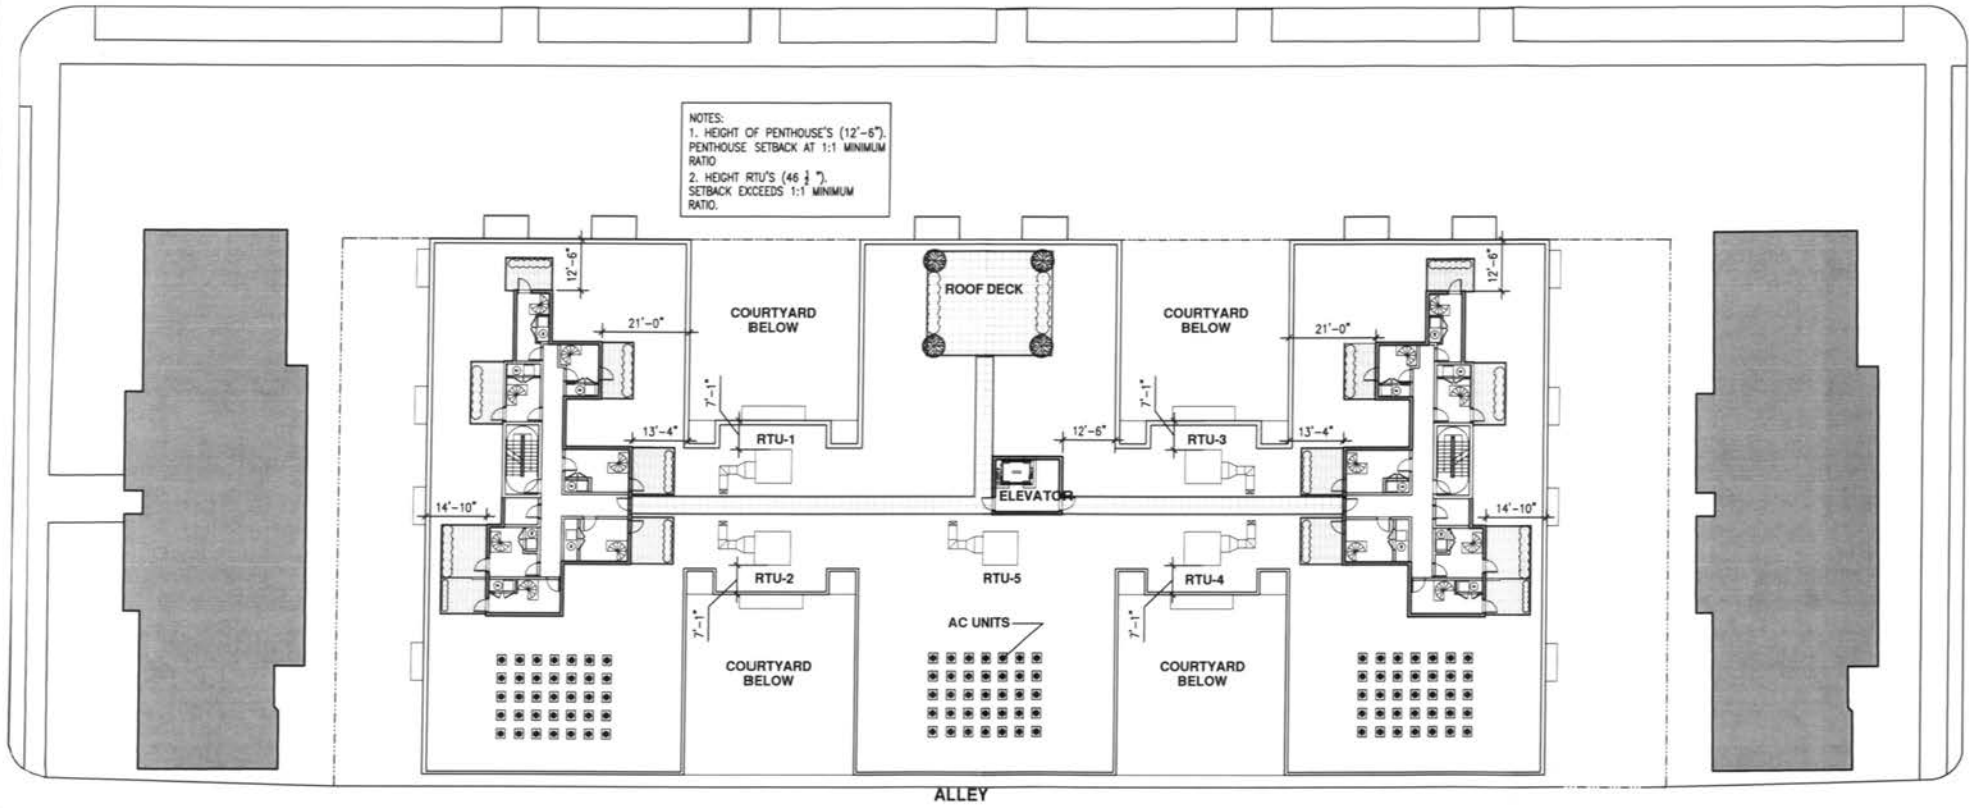 NOTES:
1. HEIGHT OF PENTHOUSE'S (12'-6").
PENTHOUSE SETBACK AT 1:1 MINIMUM
RATIO
2. HEIGHT RTU'S (46 ½ ").
SETBACK EXCEEDS 1:1 MINIMUM
RATIO.
12'-6"
12'-6"
ROOF DECK
COURTYARD
BELOW
COURTYARD
BELOW
21'-0"
21'-0"
7'-1"
7'-1"
13'-4"
RTU-1
12'-6"
RTU-3
13'-4"
ELEVATOR
14'-10"
14'-10"
RTU-2
RTU-5
RTU-4
7'-1"
7'-1"
AC UNITS
COURTYARD
BELOW
COURTYARD
BELOW
ALLEY